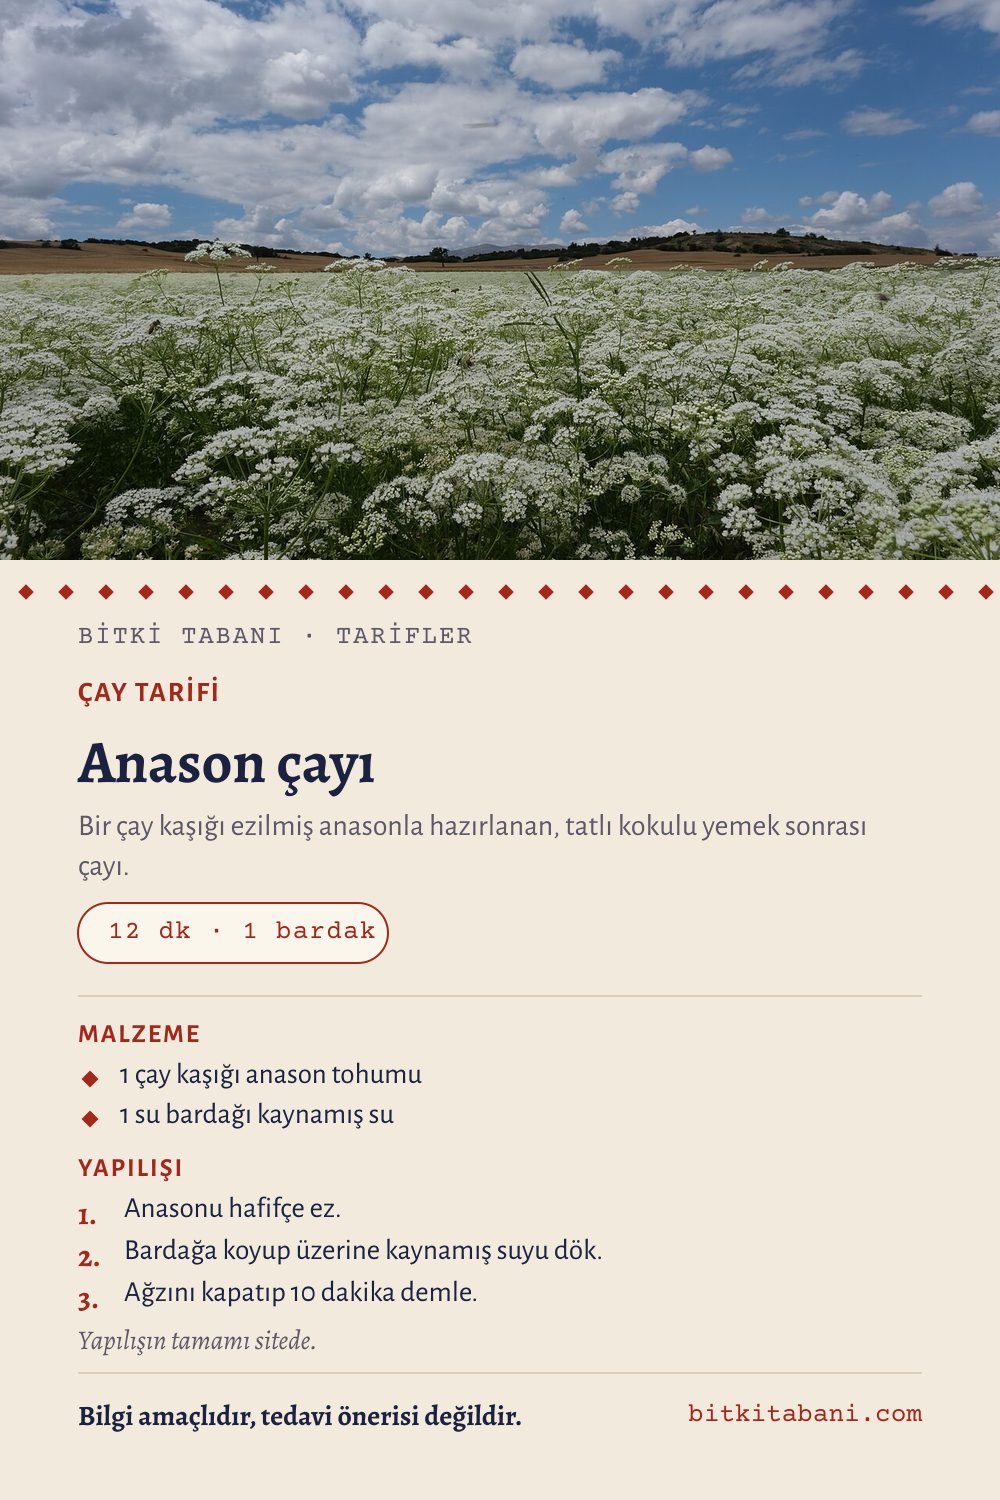 BİTKİ TABANI · TARİFLER
ÇAY TARİFİ
Anason çayı
Bir çay kaşığı ezilmiş anasonla hazırlanan, tatlı kokulu yemek sonrası
çayı.
12 dk · 1 bardak
MALZEME
1 çay kaşığı anason tohumu
1 su bardağı kaynamış su
YAPILIŞI
1. Anasonu hafifçe ez.
2. Bardağa koyup üzerine kaynamış suyu dök.
3. Ağzını kapatıp 10 dakika demle.
Yapılışın tamamı sitede.
Bilgi amaçlıdır, tedavi önerisi değildir. bitkitabani.com